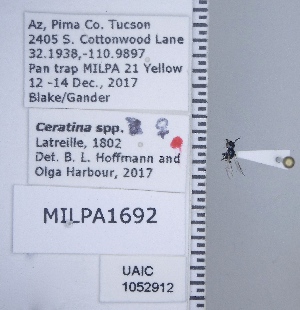 Az, Pima Co. Tucson
2405 S. Cottonwood Lane
32.1938,-110.9897
Pan trap MILPA 21 Yellow
12 -14 Dec., 2017
Blake/Gander
Ceratina spp. ♀
Latreille, 1802
Det. B. L. Hoffmann and
Olga Harbour, 2017
MILPA1692
UAIC
1052912